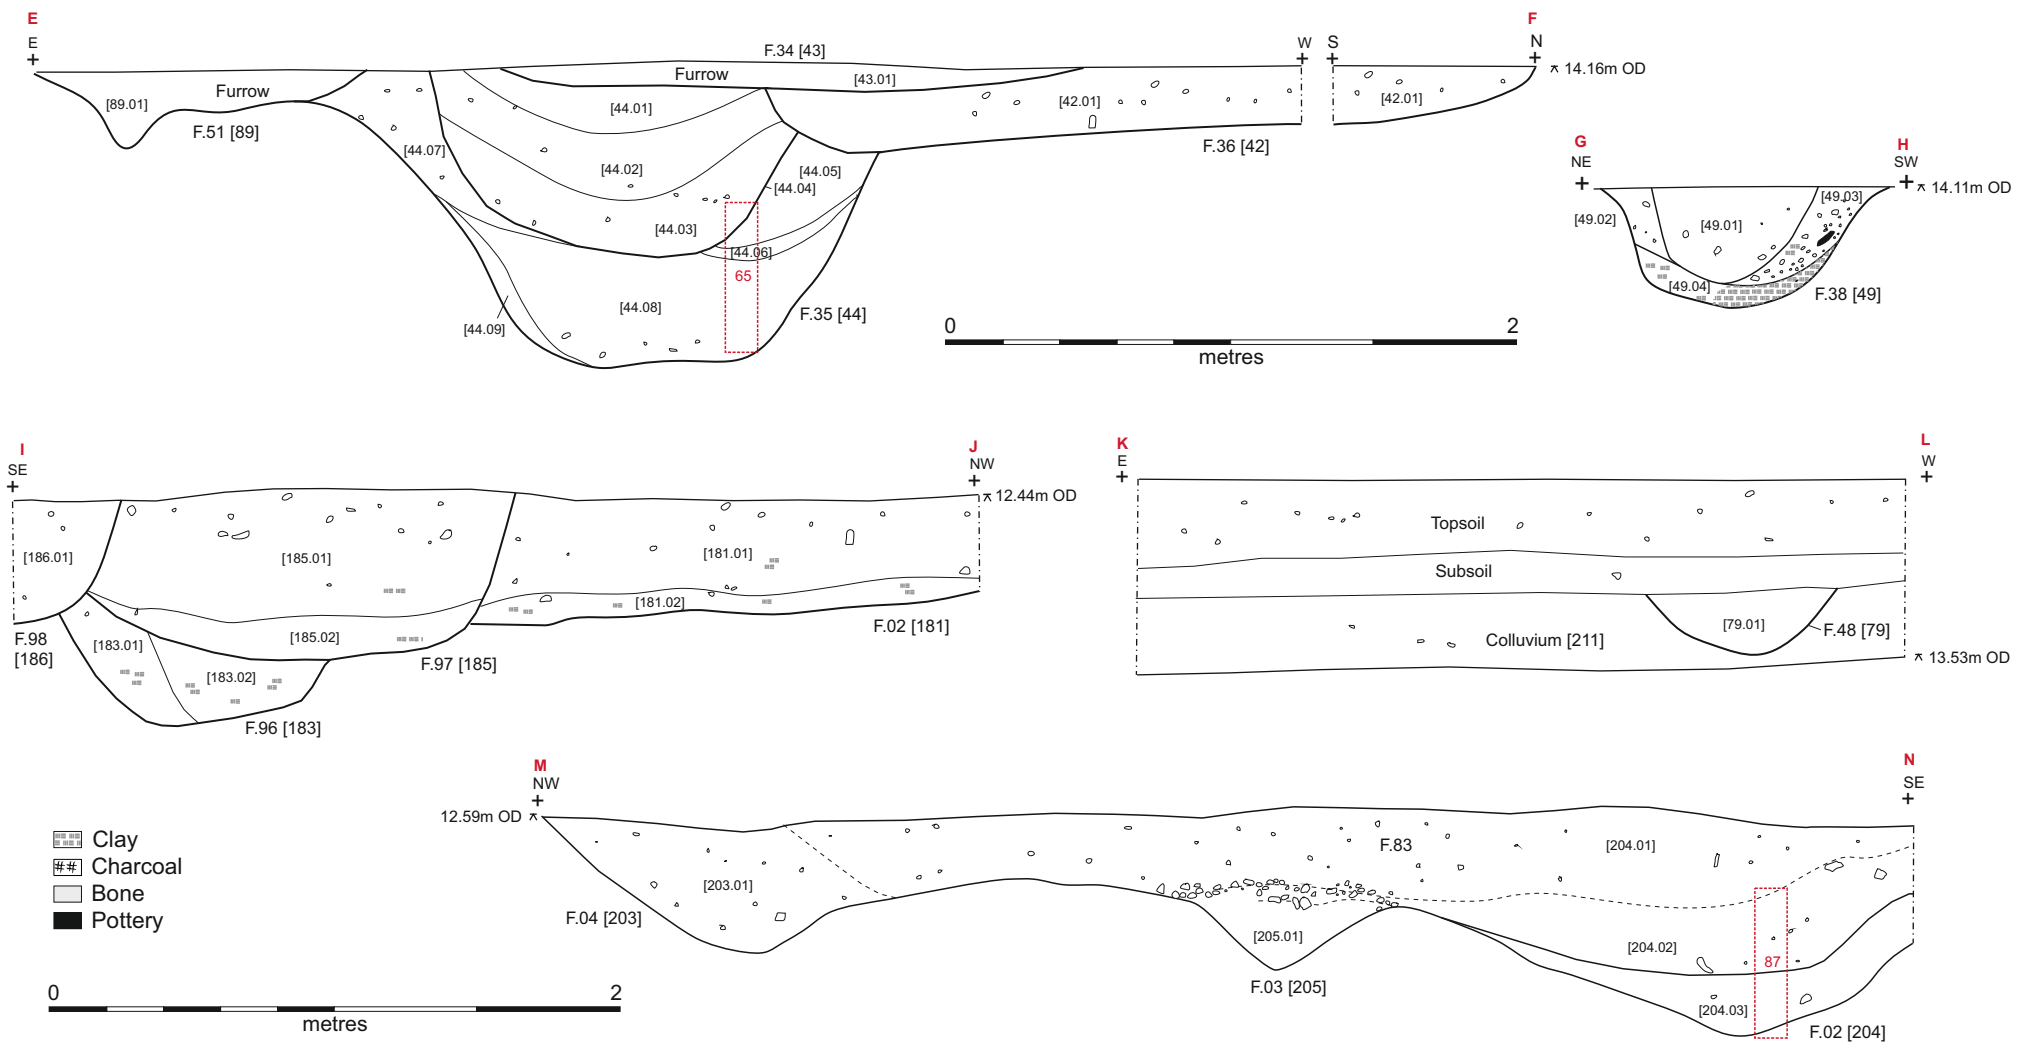 E
E
F.34 [43]
W
S
F
N
14.16m OD
[89.01]
Furrow
Furrow
[43.01]
[44.01]
[42.01]
[42.01]
F.51 [89]
[44.07]
[44.02]
[44.05]
[44.04]
F.36 [42]
[44.03]
[44.06]
65
[44.08]
[44.09]
F.35 [44]
G
NE
H
SW
14.11m OD
[49.02]
[49.01]
[49.03]
[49.04]
F.38 [49]
0
2
metres
I
SE
J
NW
12.44m OD
[186.01]
[185.01]
[181.01]
[181.02]
[185.02]
[183.01]
[183.02]
F.98
[186]
F.97 [185]
F.02 [181]
F.96 [183]
K
E
L
W
Topsoil
Subsoil
[79.01]
F.48 [79]
Colluvium [211]
13.53m OD
M
NW
N
SE
12.59m OD
F.83
[204.01]
[203.01]
F.04 [203]
[205.01]
[204.02]
87
F.03 [205]
[204.03]
F.02 [204]
Clay
Charcoal
Bone
Pottery
0
2
metres